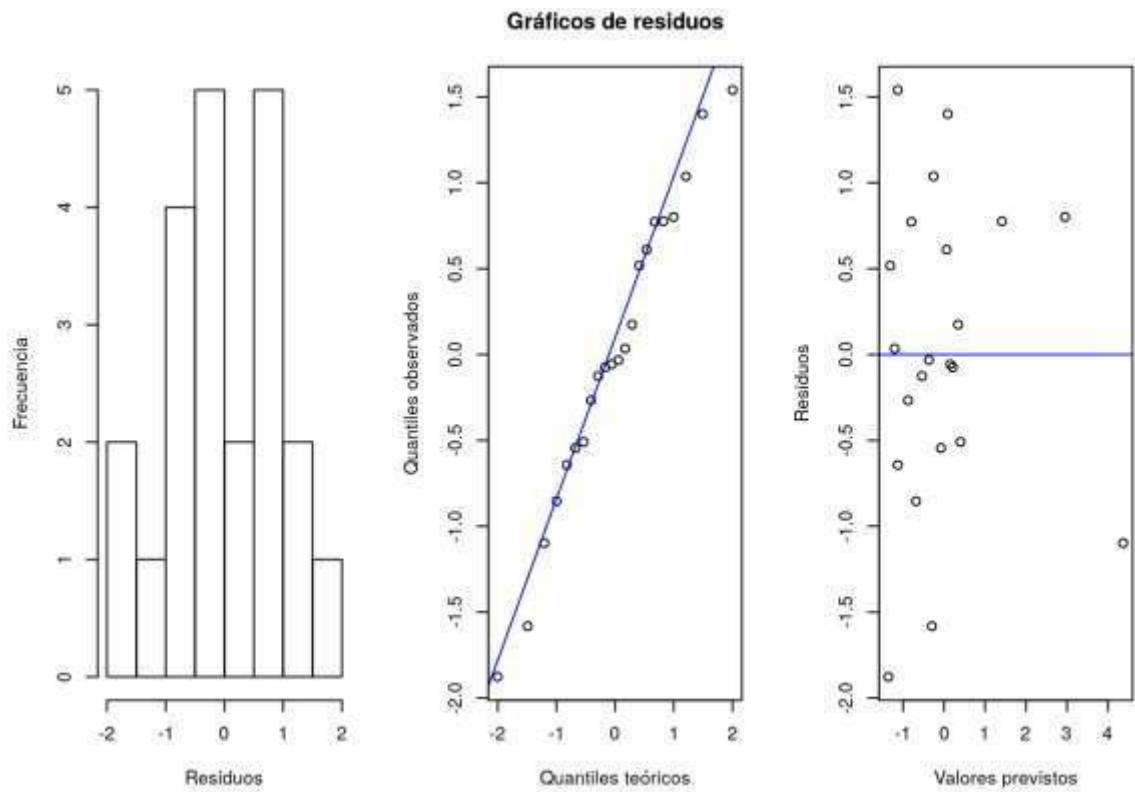 Gráficos de residuos
Frecuencia
0 1 2 3 4 5
-2 -1 0 1 2
Residuos
Quantiles observados
-2.0 -1.5 -1.0 -0.5 0.0 0.5 1.0 1.5
-2 -1 0 1 2
Quantiles teóricos
Residuos
-2.0 -1.5 -1.0 -0.5 0.0 0.5 1.0 1.5
-1 0 1 2 3 4
Valores previstos